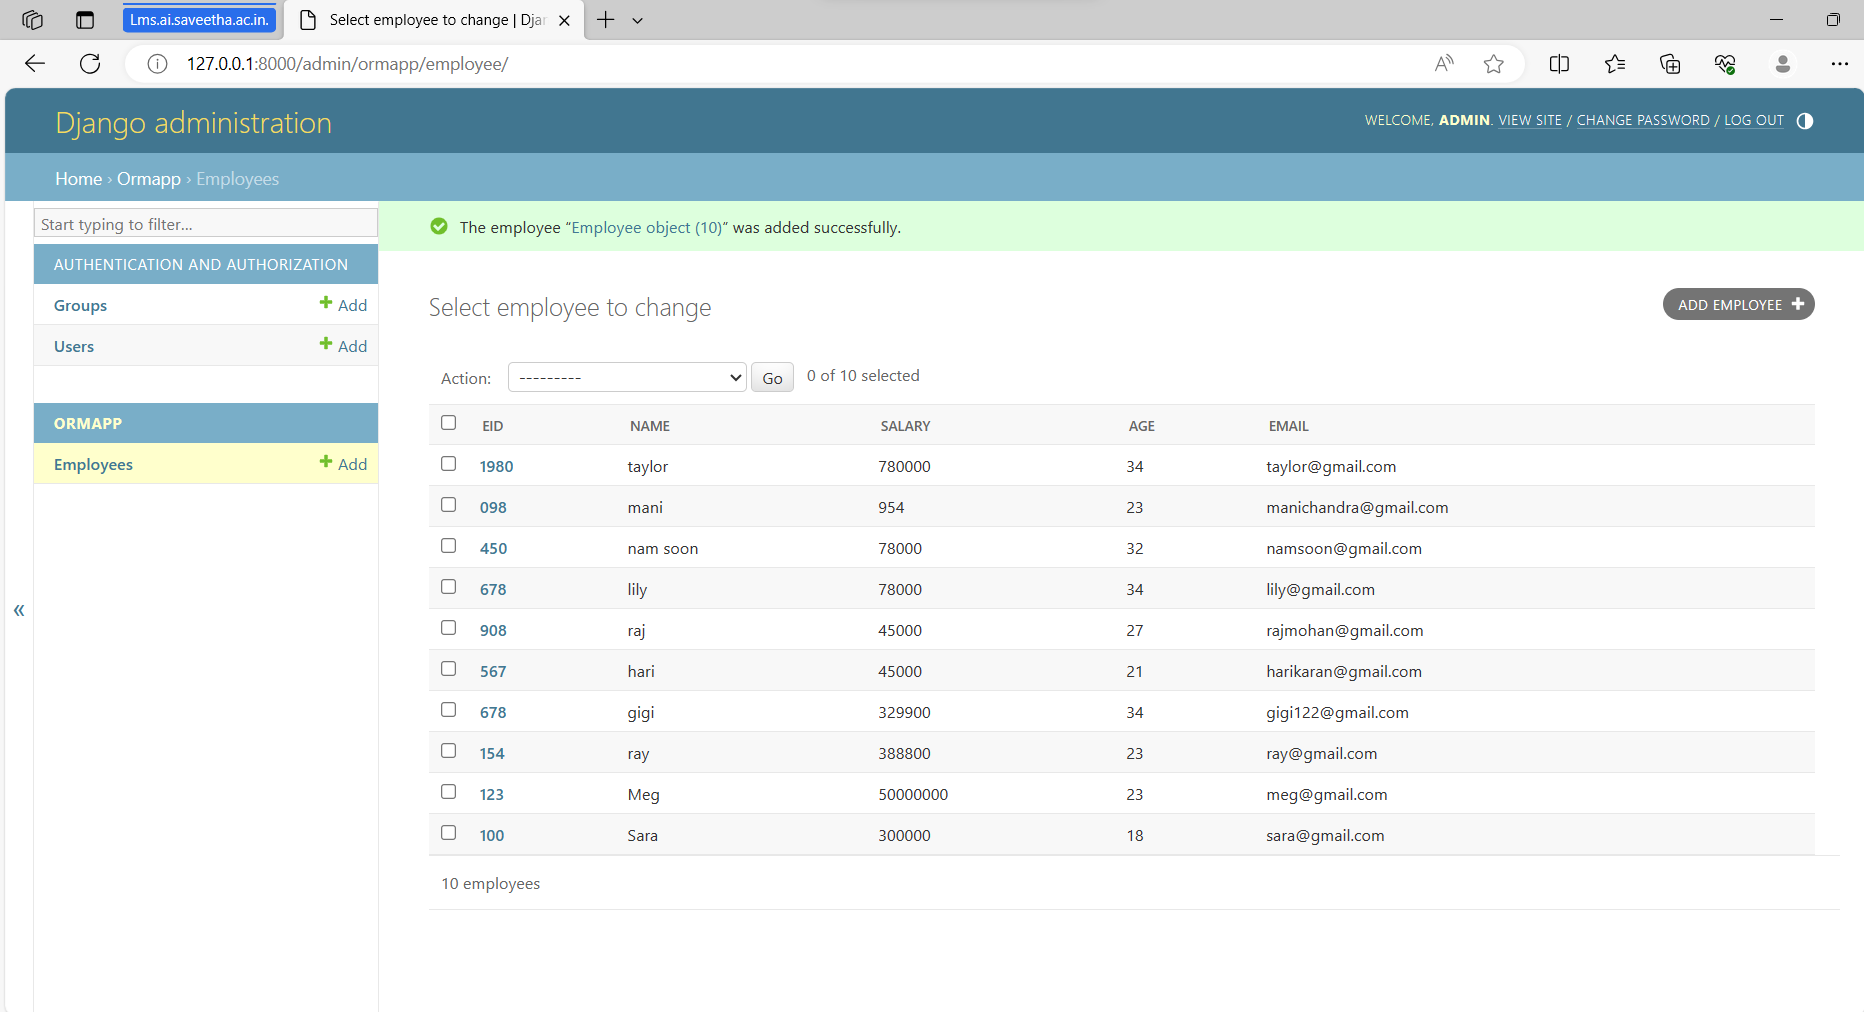 Lms.ai.saveetha.ac.in.
Select employee to change | Djan
127.0.0.1:8000/admin/ormapp/employee/
Django administration
WELCOME, ADMIN. VIEW SITE / CHANGE PASSWORD / LOG OUT
Home › Ormapp › Employees
Start typing to filter...
AUTHENTICATION AND AUTHORIZATION
Groups + Add
Users + Add
ORMAPP
Employees + Add
«
The employee “Employee object (10)” was added successfully.
Select employee to change
ADD EMPLOYEE +
Action: --------- Go 0 of 10 selected
EID NAME SALARY AGE EMAIL
1980 taylor 780000 34 taylor@gmail.com
098 mani 954 23 manichandra@gmail.com
450 nam soon 78000 32 namsoon@gmail.com
678 lily 78000 34 lily@gmail.com
908 raj 45000 27 rajmohan@gmail.com
567 hari 45000 21 harikaran@gmail.com
678 gigi 329900 34 gigi122@gmail.com
154 ray 388800 23 ray@gmail.com
123 Meg 50000000 23 meg@gmail.com
100 Sara 300000 18 sara@gmail.com
10 employees